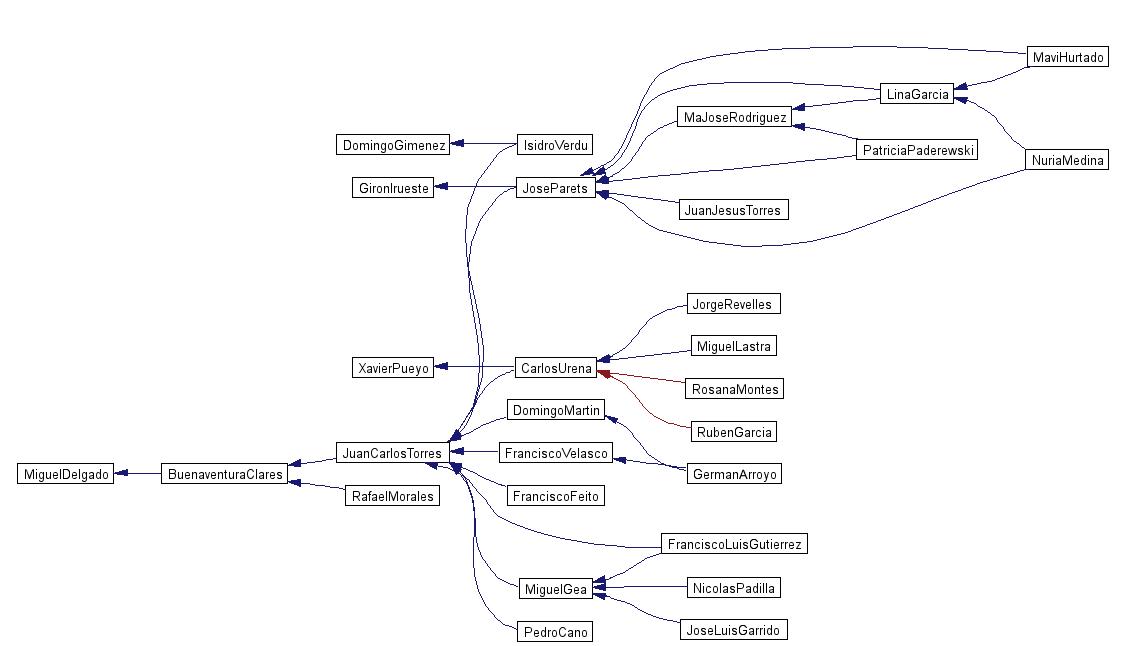 MaviHurtado
LinaGarcia
MaJoseRodriguez
DomingoGimenez
IsidroVerdu
PatriciaPaderewski
NuriaMedina
GironIrueste
JoseParets
JuanJesusTorres
JorgeRevelles
MiguelLastra
XavierPueyo
CarlosUrena
RosanaMontes
DomingoMartin
RubenGarcia
JuanCarlosTorres
FranciscoVelasco
MiguelDelgado
BuenaventuraClares
GermanArroyo
RafaelMorales
FranciscoFeito
FranciscoLuisGutierrez
MiguelGea
NicolasPadilla
PedroCano
JoseLuisGarrido